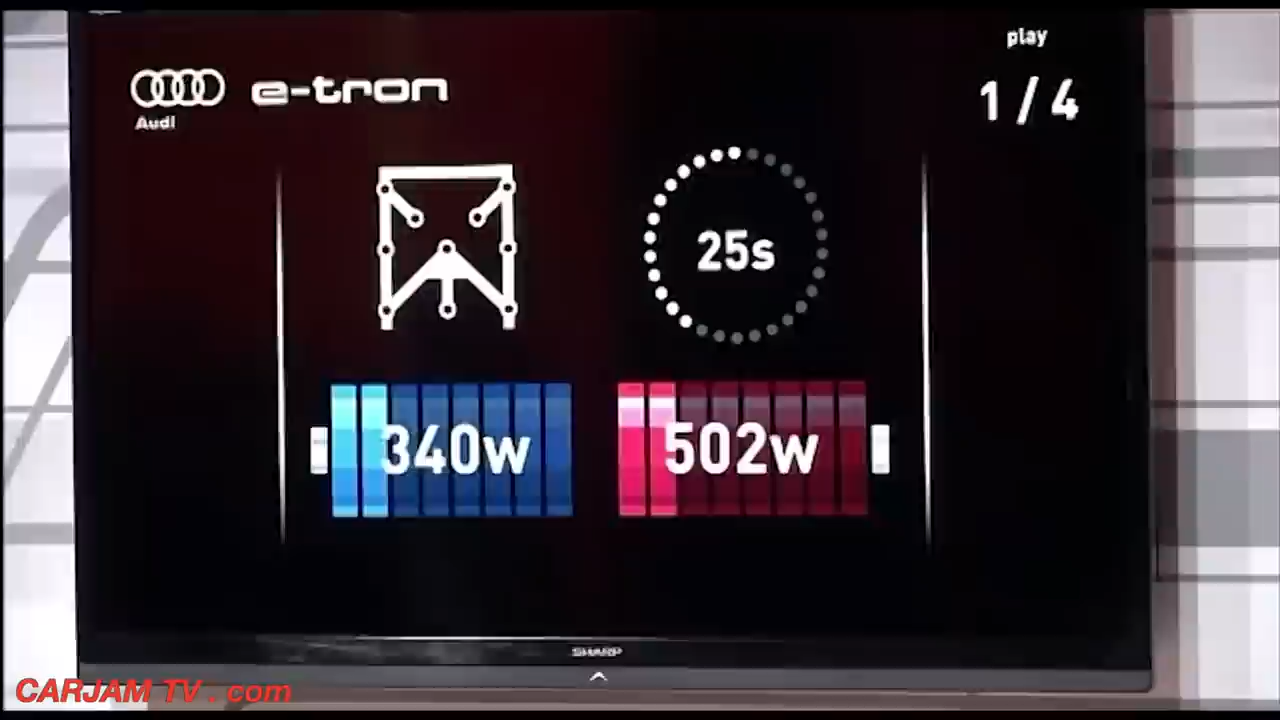 play
Audi
e-tron
1 / 4
25s
340w
502w
SHARP
CARJAM TV . com